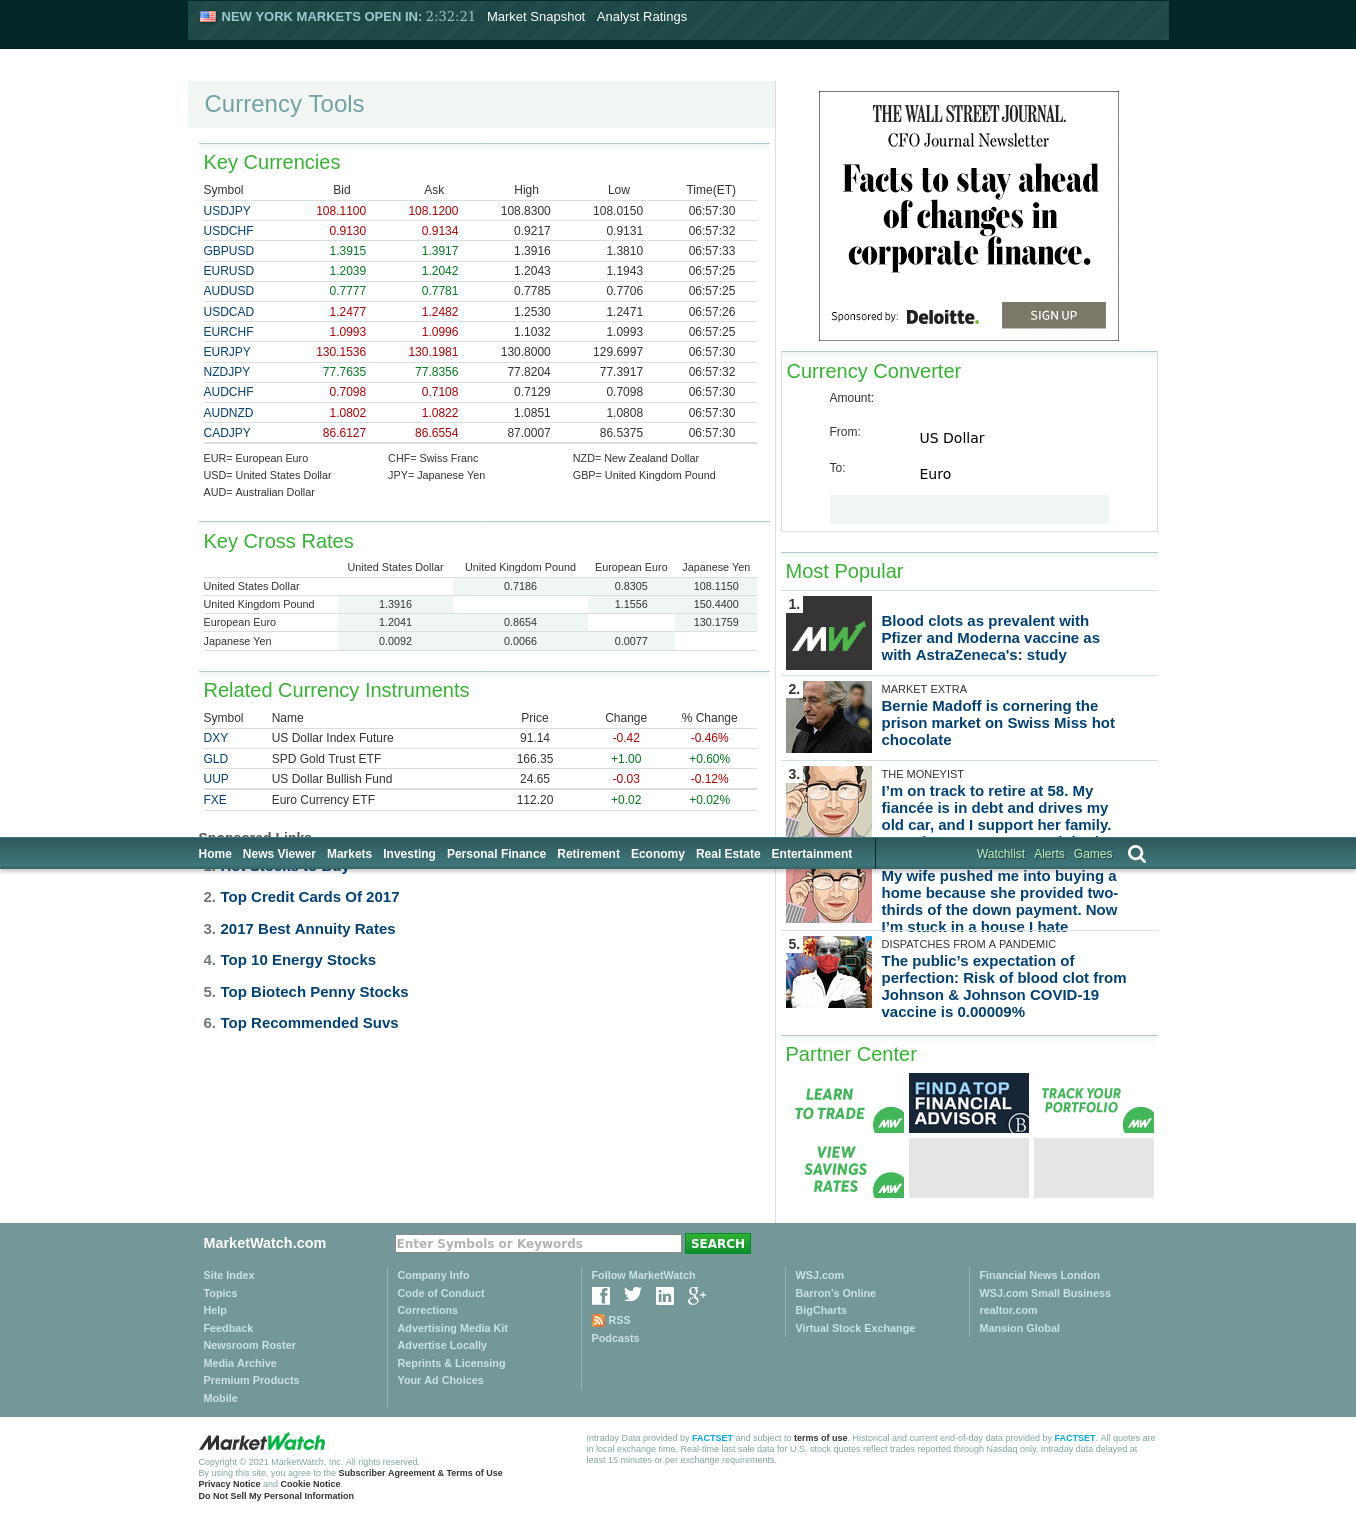 NEW YORK MARKETS OPEN IN: 2:32:21 Market Snapshot Analyst Ratings
Currency Tools
Key Currencies
Symbol Bid Ask High Low Time(ET)
USDJPY 108.1100 108.1200 108.8300 108.0150 06:57:30
USDCHF 0.9130 0.9134 0.9217 0.9131 06:57:32
GBPUSD 1.3915 1.3917 1.3916 1.3810 06:57:33
EURUSD 1.2039 1.2042 1.2043 1.1943 06:57:25
AUDUSD 0.7777 0.7781 0.7785 0.7706 06:57:25
USDCAD 1.2477 1.2482 1.2530 1.2471 06:57:26
EURCHF 1.0993 1.0996 1.1032 1.0993 06:57:25
EURJPY 130.1536 130.1981 130.8000 129.6997 06:57:30
NZDJPY 77.7635 77.8356 77.8204 77.3917 06:57:32
AUDCHF 0.7098 0.7108 0.7129 0.7098 06:57:30
AUDNZD 1.0802 1.0822 1.0851 1.0808 06:57:30
CADJPY 86.6127 86.6554 87.0007 86.5375 06:57:30
EUR= European Euro CHF= Swiss Franc NZD= New Zealand Dollar
USD= United States Dollar JPY= Japanese Yen GBP= United Kingdom Pound
AUD= Australian Dollar
Key Cross Rates
United States Dollar United Kingdom Pound European Euro Japanese Yen
United States Dollar 0.7186 0.8305 108.1150
United Kingdom Pound 1.3916 1.1556 150.4400
European Euro 1.2041 0.8654 130.1759
Japanese Yen 0.0092 0.0066 0.0077
Related Currency Instruments
Symbol Name Price Change % Change
DXY US Dollar Index Future 91.14 -0.42 -0.46%
GLD SPD Gold Trust ETF 166.35 +1.00 +0.60%
UUP US Dollar Bullish Fund 24.65 -0.03 -0.12%
FXE Euro Currency ETF 112.20 +0.02 +0.02%
Sponsored Links
Home News Viewer Markets Investing Personal Finance Retirement Economy Real Estate Entertainment Watchlist Alerts Games
1. Hot Stocks to Buy
2. Top Credit Cards Of 2017
3. 2017 Best Annuity Rates
4. Top 10 Energy Stocks
5. Top Biotech Penny Stocks
6. Top Recommended Suvs
THE WALL STREET JOURNAL.
CFO Journal Newsletter
Facts to stay ahead
of changes in
corporate finance.
Sponsored by: Deloitte. SIGN UP
Currency Converter
Amount:
From: US Dollar
To: Euro
Most Popular
1.
MW
Blood clots as prevalent with
Pfizer and Moderna vaccine as
with AstraZeneca's: study
2. MARKET EXTRA
Bernie Madoff is cornering the
prison market on Swiss Miss hot
chocolate
3. THE MONEYIST
I’m on track to retire at 58. My
fiancée is in debt and drives my
old car, and I support her family.
My wife pushed me into buying a
home because she provided two-
thirds of the down payment. Now
I’m stuck in a house I hate
5. DISPATCHES FROM A PANDEMIC
The public’s expectation of
perfection: Risk of blood clot from
Johnson & Johnson COVID-19
vaccine is 0.00009%
Partner Center
LEARN
TO TRADE
MW
FIND A TOP
FINANCIAL
ADVISOR
B
TRACK YOUR
PORTFOLIO
MW
VIEW
SAVINGS
RATES
MW
MarketWatch.com Enter Symbols or Keywords SEARCH
Site Index
Topics
Help
Feedback
Newsroom Roster
Media Archive
Premium Products
Mobile
Company Info
Code of Conduct
Corrections
Advertising Media Kit
Advertise Locally
Reprints & Licensing
Your Ad Choices
Follow MarketWatch
RSS
Podcasts
WSJ.com
Barron’s Online
BigCharts
Virtual Stock Exchange
Financial News London
WSJ.com Small Business
realtor.com
Mansion Global
MarketWatch
Copyright © 2021 MarketWatch, Inc. All rights reserved.
By using this site, you agree to the Subscriber Agreement & Terms of Use
Privacy Notice and Cookie Notice.
Do Not Sell My Personal Information
Intraday Data provided by FACTSET and subject to terms of use. Historical and current end-of-day data provided by FACTSET. All quotes are
in local exchange time. Real-time last sale data for U.S. stock quotes reflect trades reported through Nasdaq only. Intraday data delayed at
least 15 minutes or per exchange requirements.